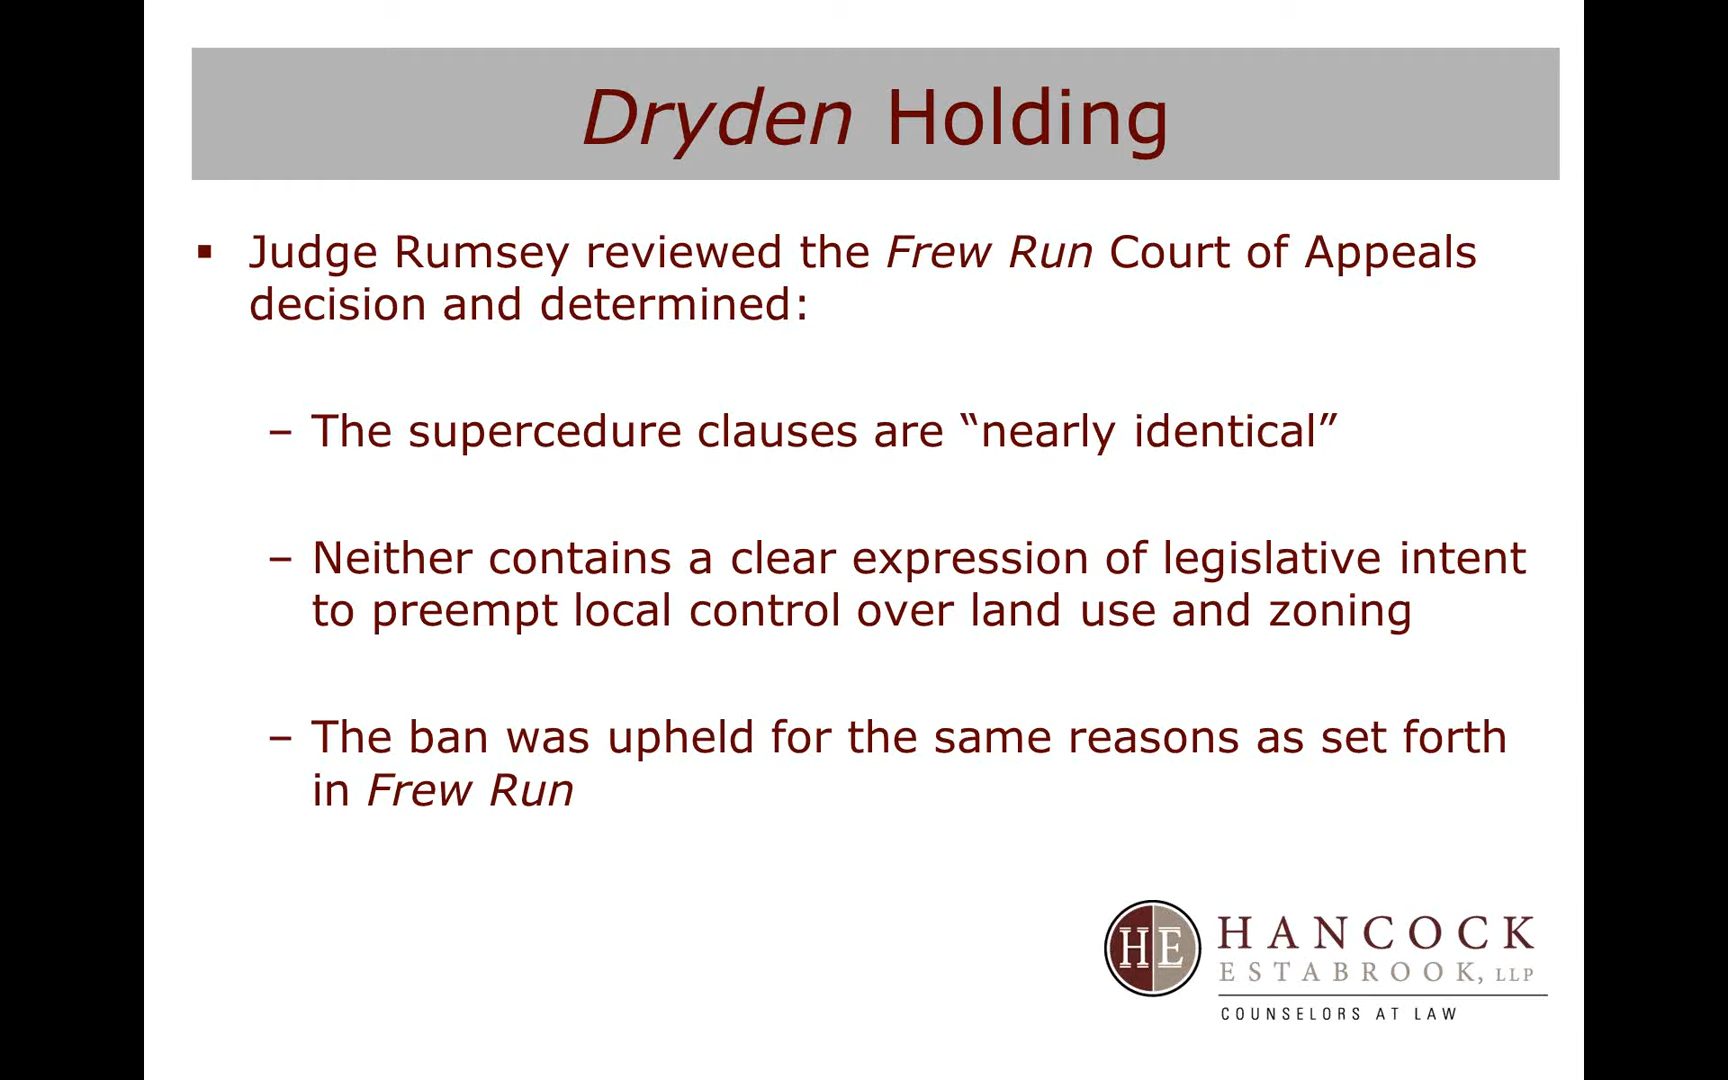 Dryden Holding
▪ Judge Rumsey reviewed the Frew Run Court of Appeals
decision and determined:
– The supercedure clauses are “nearly identical”
– Neither contains a clear expression of legislative intent
to preempt local control over land use and zoning
– The ban was upheld for the same reasons as set forth
in Frew Run
HE
HANCOCK
ESTABROOK, LLP
COUNSELORS AT LAW